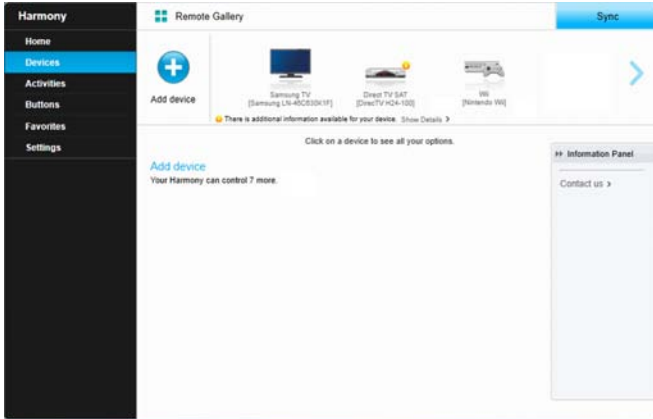 Harmony
Remote Gallery
Sync
Home
Devices
Activities
Buttons
Favorites
Settings
Add device
Samsung TV
[Samsung LN-46C630K1F]
Direct TV SAT
[DirecTV H24-100]
Wii
[Nintendo Wii]
There is additional information available for your device. Show Details >
Click on a device to see all your options.
Add device
Your Harmony can control 7 more.
Information Panel
Contact us >